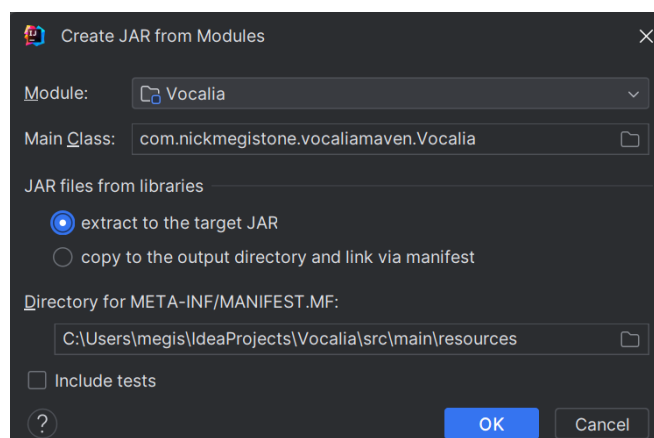 Create JAR from Modules
Module: Vocalia
Main Class: com.nickmegistone.vocaliamaven.Vocalia
JAR files from libraries
extract to the target JAR
copy to the output directory and link via manifest
Directory for META-INF/MANIFEST.MF:
C:\Users\megis\IdeaProjects\Vocalia\src\main\resources
Include tests
? OK Cancel